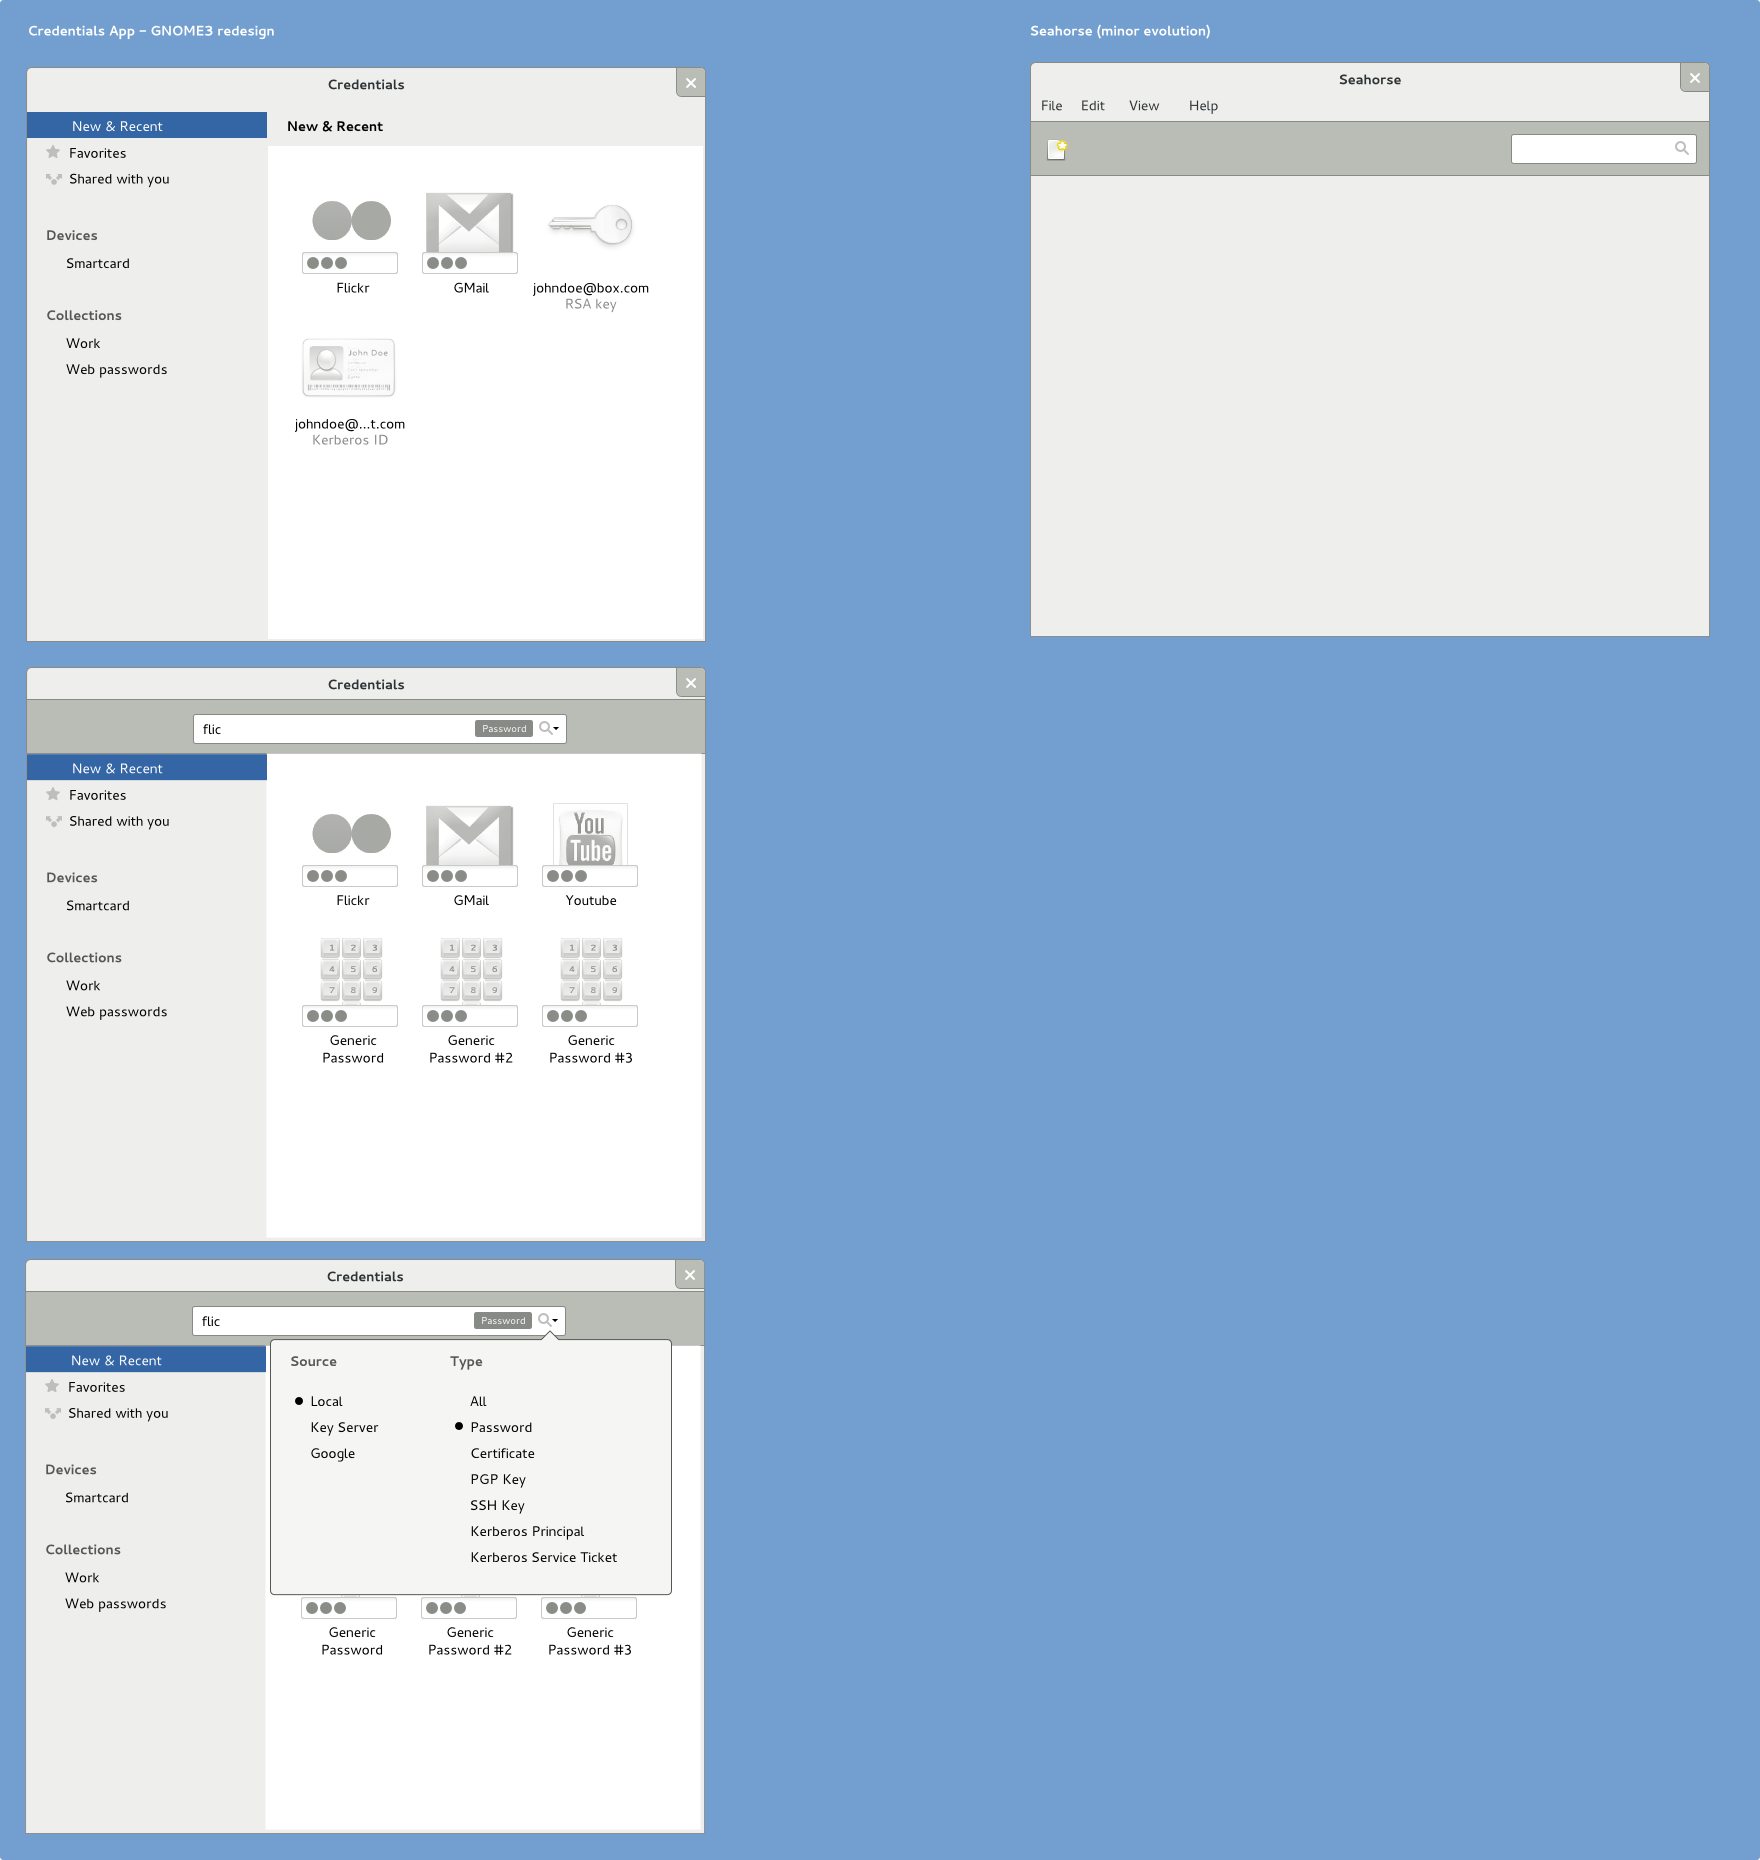 Credentials App – GNOME3 redesign
Seahorse (minor evolution)
Credentials
New & Recent
Favorites
Shared with you
Devices
Smartcard
Collections
Work
Web passwords
New & Recent
Flickr
GMail
johndoe@box.com
RSA key
John Doe
johndoe@...t.com
Kerberos ID
Seahorse
File Edit View Help
Credentials
flic
Password
New & Recent
Favorites
Shared with you
Devices
Smartcard
Collections
Work
Web passwords
You
Tube
Flickr
GMail
Youtube
1 2 3
4 5 6
7 8 9
1 2 3
4 5 6
7 8 9
1 2 3
4 5 6
7 8 9
Generic
Password
Generic
Password #2
Generic
Password #3
Credentials
flic
Password
New & Recent
Favorites
Shared with you
Devices
Smartcard
Collections
Work
Web passwords
Source
Local
Key Server
Google
Type
All
Password
Certificate
PGP Key
SSH Key
Kerberos Principal
Kerberos Service Ticket
Generic
Password
Generic
Password #2
Generic
Password #3